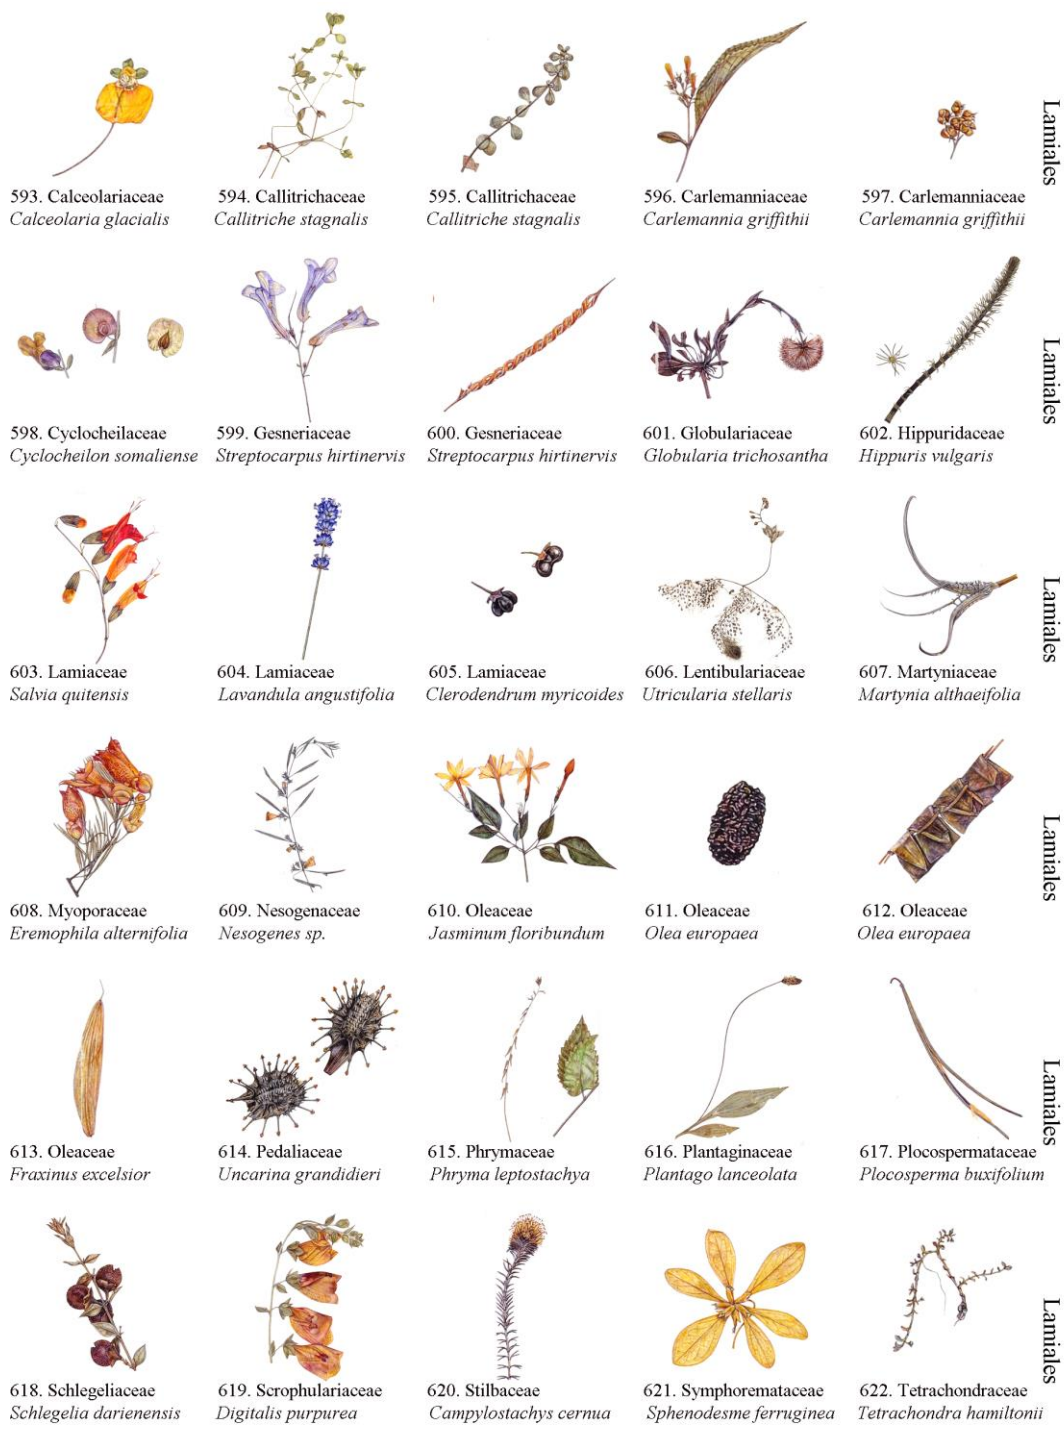 Lamiales
593. Calceolariaceae
Calceolaria glacialis
594. Callitrichaceae
Callitriche stagnalis
595. Callitrichaceae
Callitriche stagnalis
596. Carlemanniaceae
Carlemannia griffithii
597. Carlemanniaceae
Carlemannia griffithii
Lamiales
598. Cyclocheilaceae
Cyclocheilon somaliense
599. Gesneriaceae
Streptocarpus hirtinervis
600. Gesneriaceae
Streptocarpus hirtinervis
601. Globulariaceae
Globularia trichosantha
602. Hippuridaceae
Hippuris vulgaris
Lamiales
603. Lamiaceae
Salvia quitensis
604. Lamiaceae
Lavandula angustifolia
605. Lamiaceae
Clerodendrum myricoides
606. Lentibulariaceae
Utricularia stellaris
607. Martyniaceae
Martynia althaeifolia
Lamiales
608. Myoporaceae
Eremophila alternifolia
609. Nesogenaceae
Nesogenes sp.
610. Oleaceae
Jasminum floribundum
611. Oleaceae
Olea europaea
612. Oleaceae
Olea europaea
Lamiales
613. Oleaceae
Fraxinus excelsior
614. Pedaliaceae
Uncarina grandidieri
615. Phrymaceae
Phryma leptostachya
616. Plantaginaceae
Plantago lanceolata
617. Plocospermataceae
Plocosperma buxifolium
Lamiales
618. Schlegeliaceae
Schlegelia darienensis
619. Scrophulariaceae
Digitalis purpurea
620. Stilbaceae
Campylostachys cernua
621. Symphoremataceae
Sphenodesme ferruginea
622. Tetrachondraceae
Tetrachondra hamiltonii